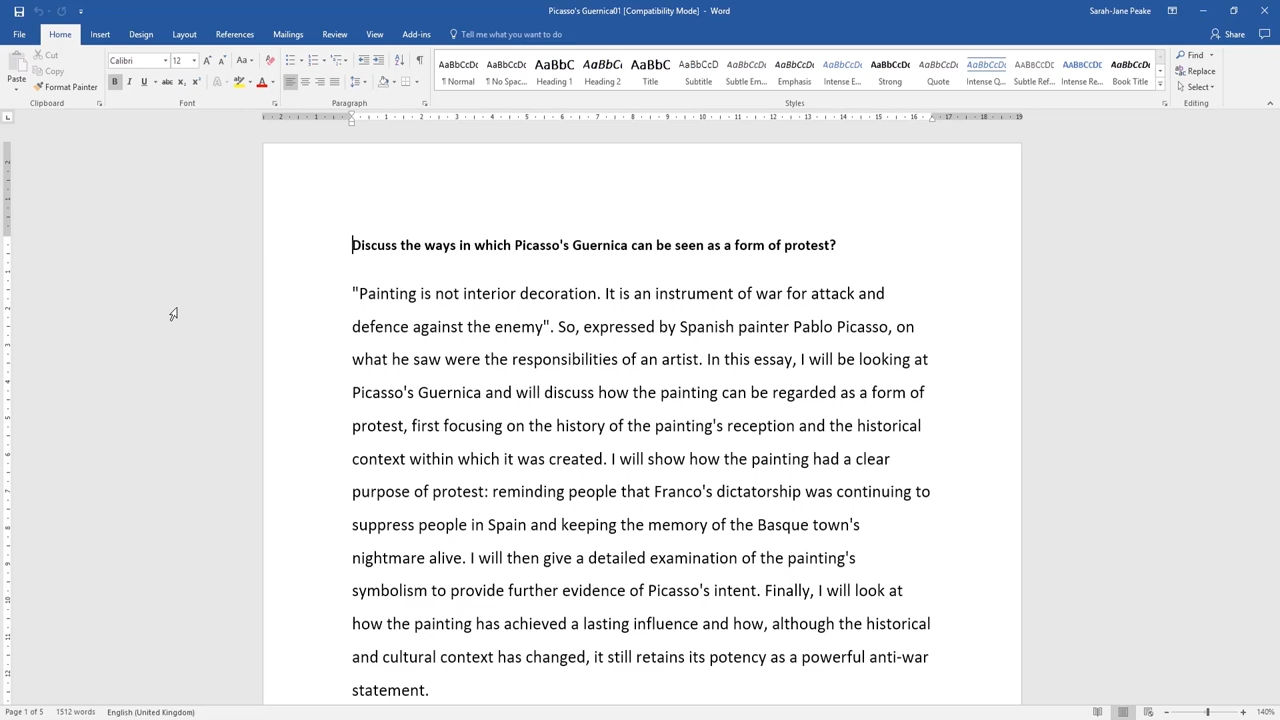 Picasso's Guernica01 [Compatibility Mode] - Word
Sarah-Jane Peake
File Home Insert Design Layout References Mailings Review View Add-ins Tell me what you want to do
Share
Paste
Cut
Copy
Format Painter
Clipboard
Calibri 12
Font
Paragraph
AaBbCcDc AaBbCcDc AaBbC AaBbCc AaBbC AaBbCcD AaBbCcDc AaBbCcDc AaBbCcDc AaBbCcDc AaBbCcDc AaBbCcDc AaBbCcDc AaBbCcDc AaBbCcDc
¶ Normal ¶ No Spac... Heading 1 Heading 2 Title Subtitle Subtle Em... Emphasis Intense E... Strong Quote Intense Q... Subtle Ref... Intense Re... Book Title
Styles
Find
Replace
Select
Editing
Discuss the ways in which Picasso's Guernica can be seen as a form of protest?
"Painting is not interior decoration. It is an instrument of war for attack and
defence against the enemy". So, expressed by Spanish painter Pablo Picasso, on
what he saw were the responsibilities of an artist. In this essay, I will be looking at
Picasso's Guernica and will discuss how the painting can be regarded as a form of
protest, first focusing on the history of the painting's reception and the historical
context within which it was created. I will show how the painting had a clear
purpose of protest: reminding people that Franco's dictatorship was continuing to
suppress people in Spain and keeping the memory of the Basque town's
nightmare alive. I will then give a detailed examination of the painting's
symbolism to provide further evidence of Picasso's intent. Finally, I will look at
how the painting has achieved a lasting influence and how, although the historical
and cultural context has changed, it still retains its potency as a powerful anti-war
statement.
Page 1 of 5 1512 words English (United Kingdom)
140%